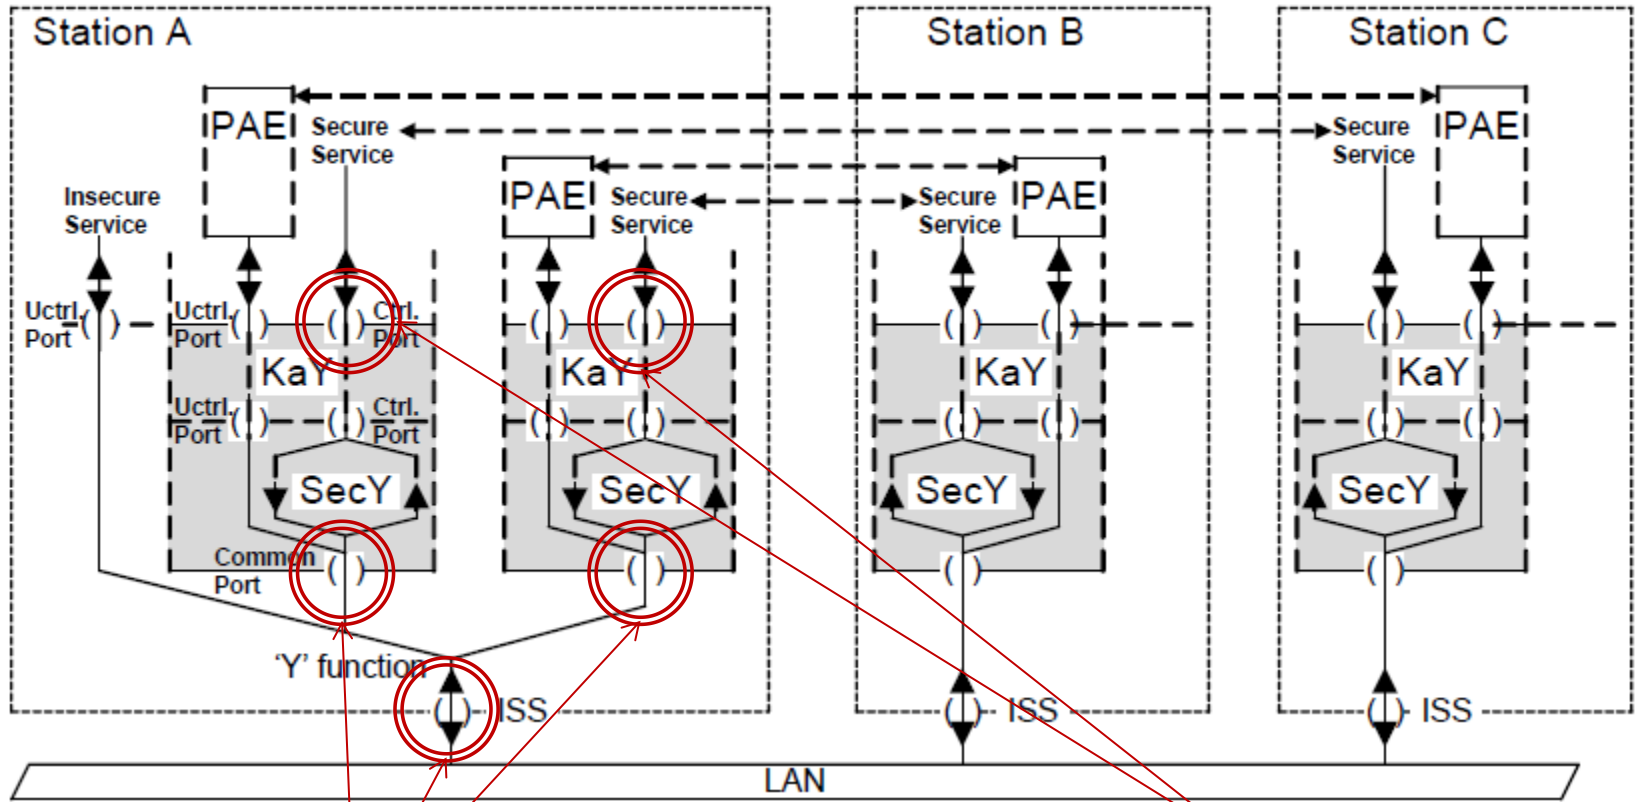 Station A
Station B
Station C
PAE
Secure
Service
Secure
Service
PAE
Insecure
Service
PAE
Secure
Service
Secure
Service
PAE
Uctrl.
Port
( )
Uctrl.
Port
( )
( )
Ctrl.
Port
( )
( )
( )
( )
( )
( )
KaY
KaY
KaY
KaY
Uctrl.
Port
( )
( )
Ctrl.
Port
( )
( )
( )
( )
( )
( )
SecY
SecY
SecY
SecY
Common
Port
( )
( )
( )
( )
'Y' function
( )
ISS
( )
ISS
( )
ISS
LAN